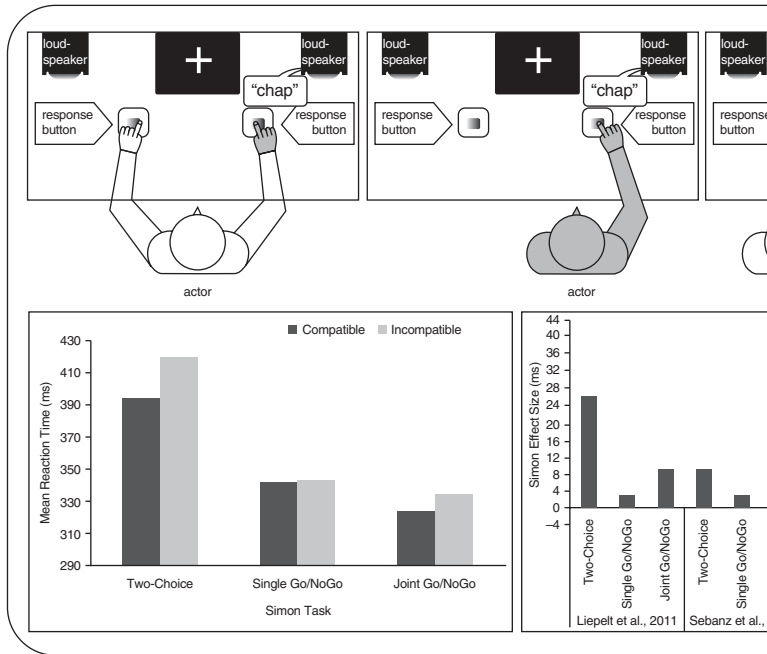 loud-
speaker
+
loud-
speaker
"chap"
response
button
response
button
actor
loud-
speaker
+
loud-
speaker
"chap"
response
button
response
button
actor
loud-
speaker
response
button
Compatible Incompatible
Mean Reaction Time (ms)
430
410
390
370
350
330
310
290
Two-Choice Single Go/NoGo Joint Go/NoGo
Simon Task
Simon Effect Size (ms)
44
40
36
32
28
24
20
16
12
8
4
0
–4
Two-Choice
Single Go/NoGo
Joint Go/NoGo
Two-Choice
Single Go/NoGo
Liepelt et al., 2011 Sebanz et al.,